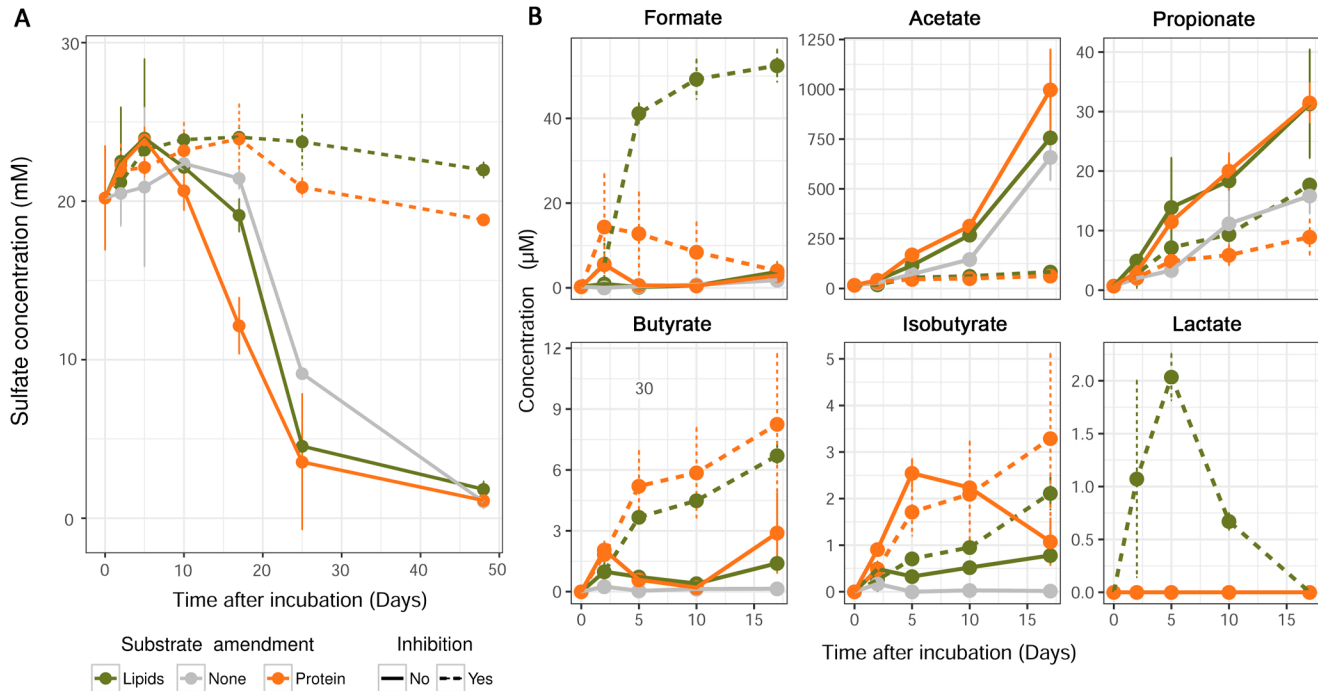 A
30
20
10
0
Sulfate concentration (mM)
0 10 20 30 40 50
Time after incubation (Days)
Substrate amendment
Lipids None Protein
Inhibition
No Yes
B
Formate Acetate Propionate
60
40
20
0
1250
1000
750
500
250
0
40
30
20
10
0
Concentration (μM)
Butyrate Isobutyrate Lactate
12
9
6
3
0
30
5
4
3
2
1
0
2.0
1.5
1.0
0.5
0.0
0 5 10 15 0 5 10 15 0 5 10 15
Time after incubation (Days)